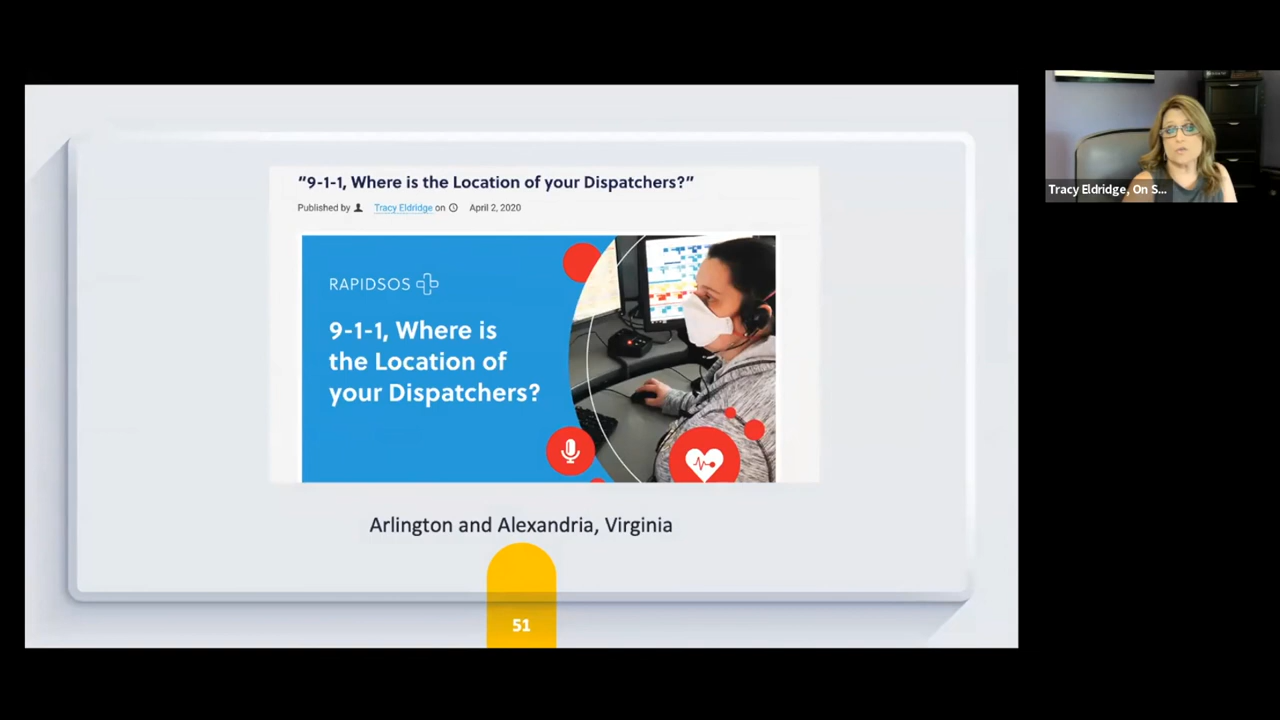 "9-1-1, Where is the Location of your Dispatchers?"
Published by Tracy Eldridge on April 2, 2020
RAPIDSOS
9-1-1, Where is
the Location of
your Dispatchers?
Arlington and Alexandria, Virginia
51
Tracy Eldridge, On S...